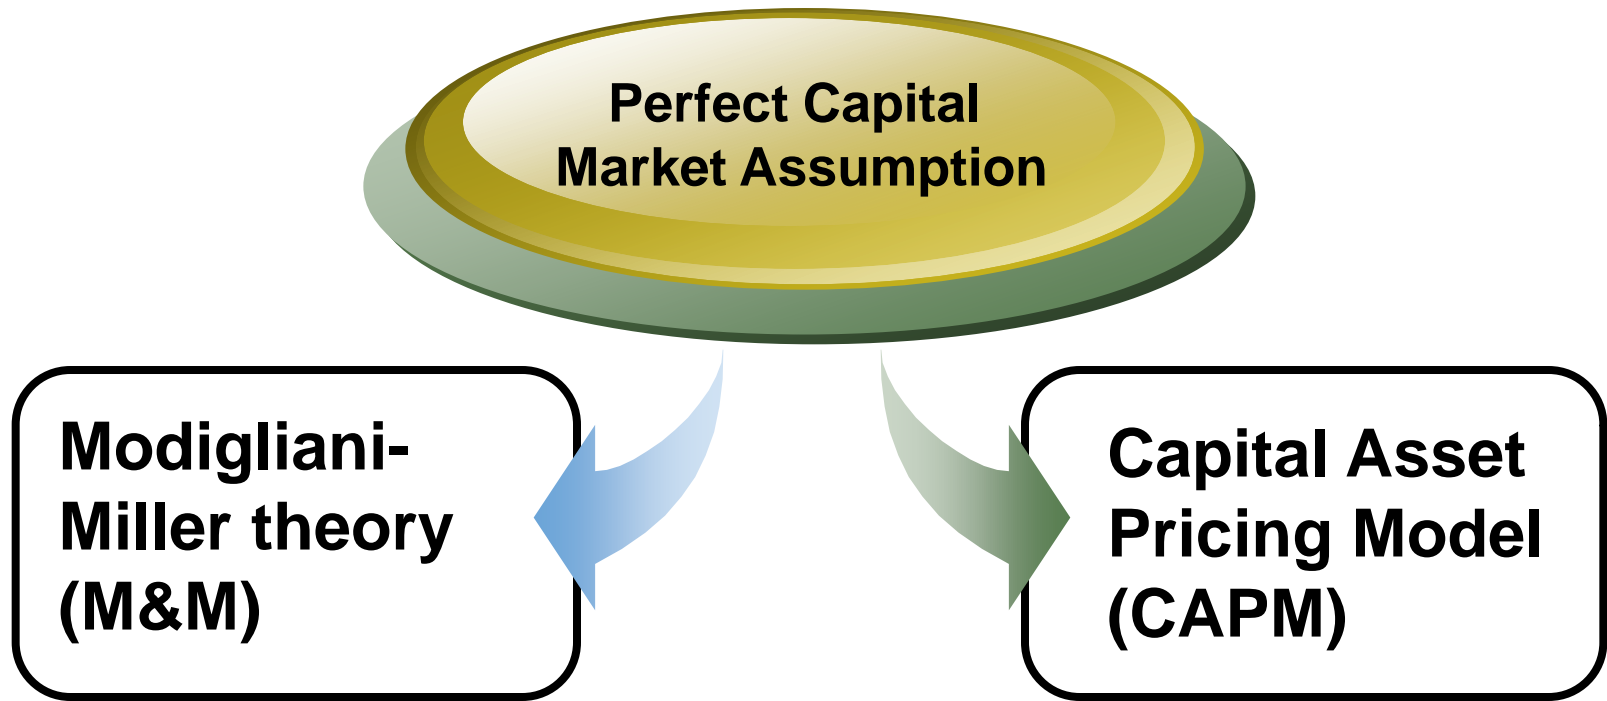 Perfect Capital
Market Assumption
Modigliani-
Miller theory
(M&M)
Capital Asset
Pricing Model
(CAPM)